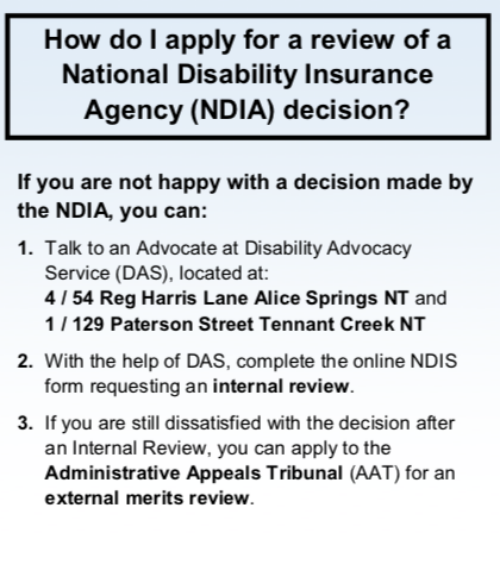 How do I apply for a review of a
National Disability Insurance
Agency (NDIA) decision?
If you are not happy with a decision made by
the NDIA, you can:
1. Talk to an Advocate at Disability Advocacy
Service (DAS), located at:
4 / 54 Reg Harris Lane Alice Springs NT and
1 / 129 Paterson Street Tennant Creek NT
2. With the help of DAS, complete the online NDIS
form requesting an internal review.
3. If you are still dissatisfied with the decision after
an Internal Review, you can apply to the
Administrative Appeals Tribunal (AAT) for an
external merits review.